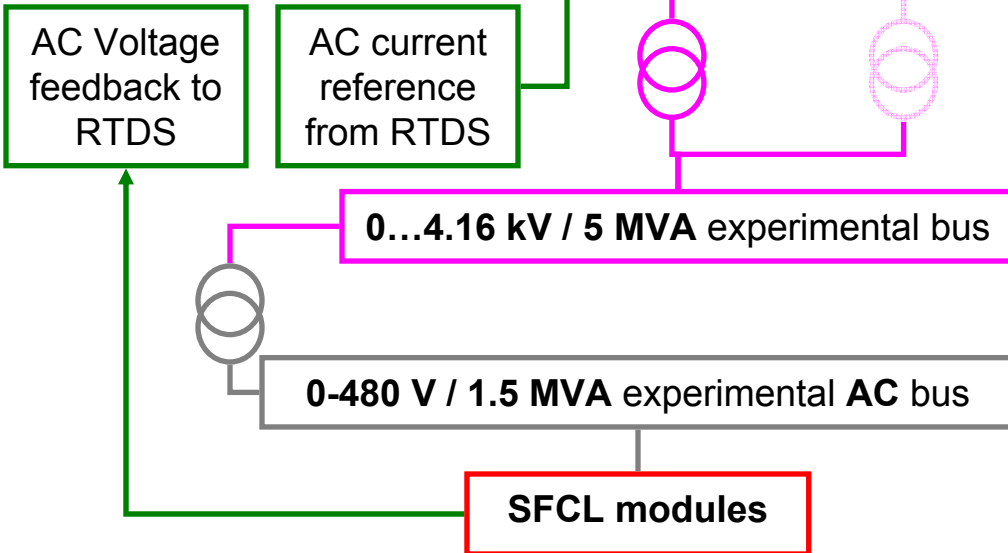 AC Voltage
feedback to
RTDS
AC current
reference
from RTDS
0...4.16 kV / 5 MVA experimental bus
0-480 V / 1.5 MVA experimental AC bus
SFCL modules